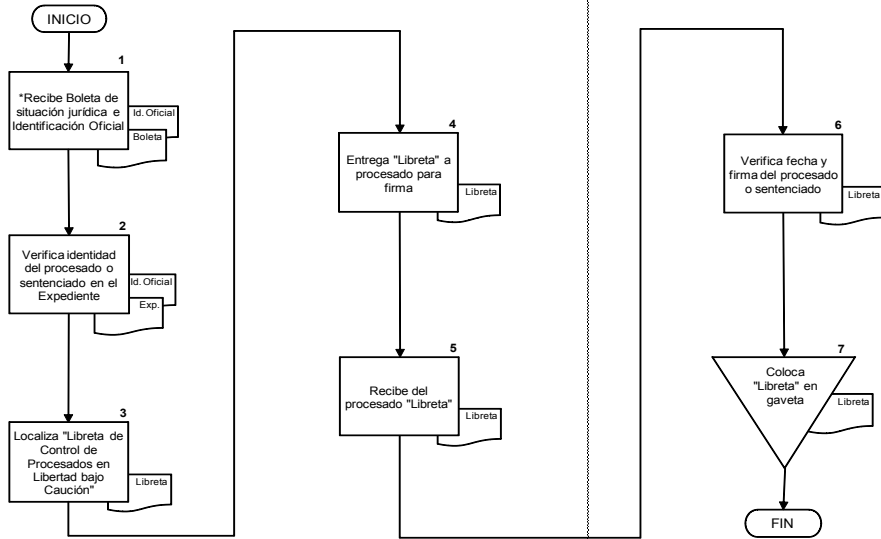 INICIO
1
*Recibe Boleta de
situación jurídica e
Identificación Oficial
Id. Oficial
Boleta
2
Verifica identidad
del procesado o
sentenciado en el
Expediente
Id. Oficial
Exp.
3
Localiza "Libreta de
Control de
Procesados en
Libertad bajo
Caución"
Libreta
4
Entrega "Libreta" a
procesado para
firma
Libreta
5
Recibe del
procesado "Libreta"
Libreta
6
Verifica fecha y
firma del procesado
o sentenciado
Libreta
7
Coloca
"Libreta" en
gaveta
Libreta
FIN